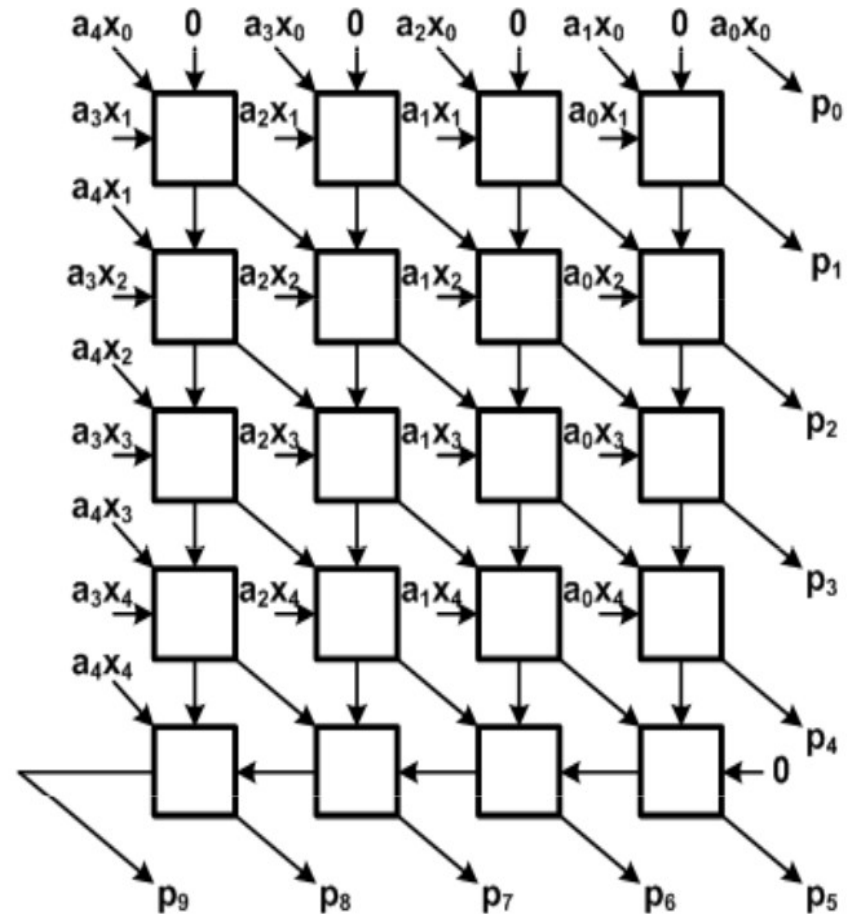 a₄x₀ 0 a₃x₀ 0 a₂x₀ 0 a₁x₀ 0 a₀x₀
a₃x₁ a₂x₁ a₁x₁ a₀x₁ p₀
a₄x₁
p₁
a₃x₂ a₂x₂ a₁x₂ a₀x₂
a₄x₂
p₂
a₃x₃ a₂x₃ a₁x₃ a₀x₃
a₄x₃
p₃
a₃x₄ a₂x₄ a₁x₄ a₀x₄
a₄x₄
p₄
0
p₉ p₈ p₇ p₆ p₅